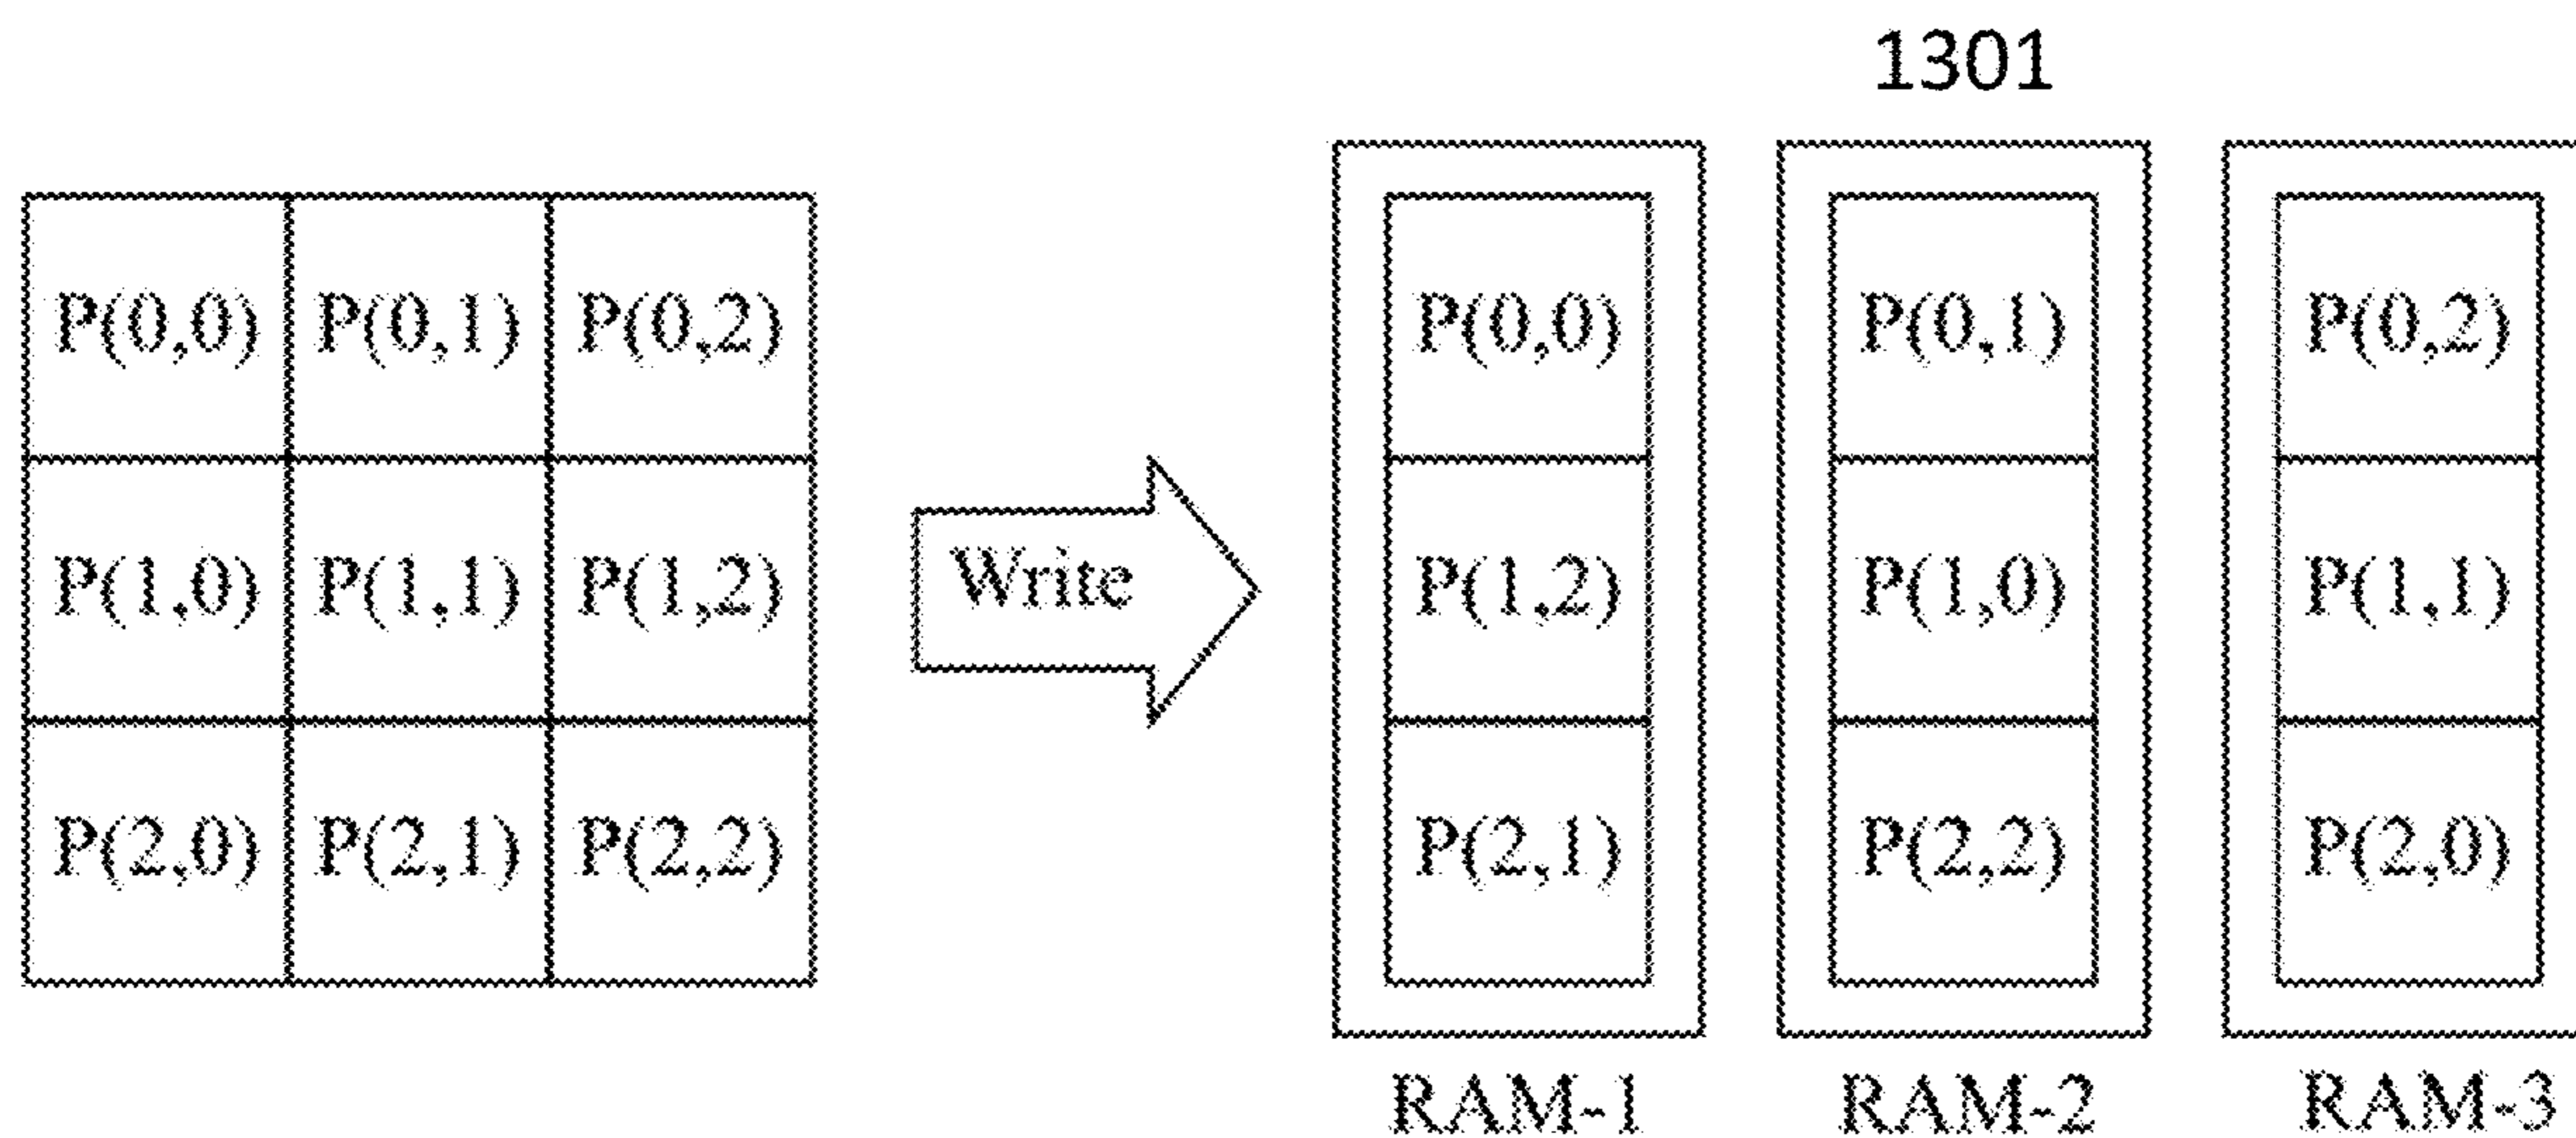 1301
P(0,0) P(0,1) P(0,2) P(0,0) P(0,1) P(0,2)
P(1,0) P(1,1) P(1,2) Write P(1,2) P(1,0) P(1,1)
P(2,0) P(2,1) P(2,2) P(2,1) P(2,2) P(2,0)
RAM-1 RAM-2 RAM-3